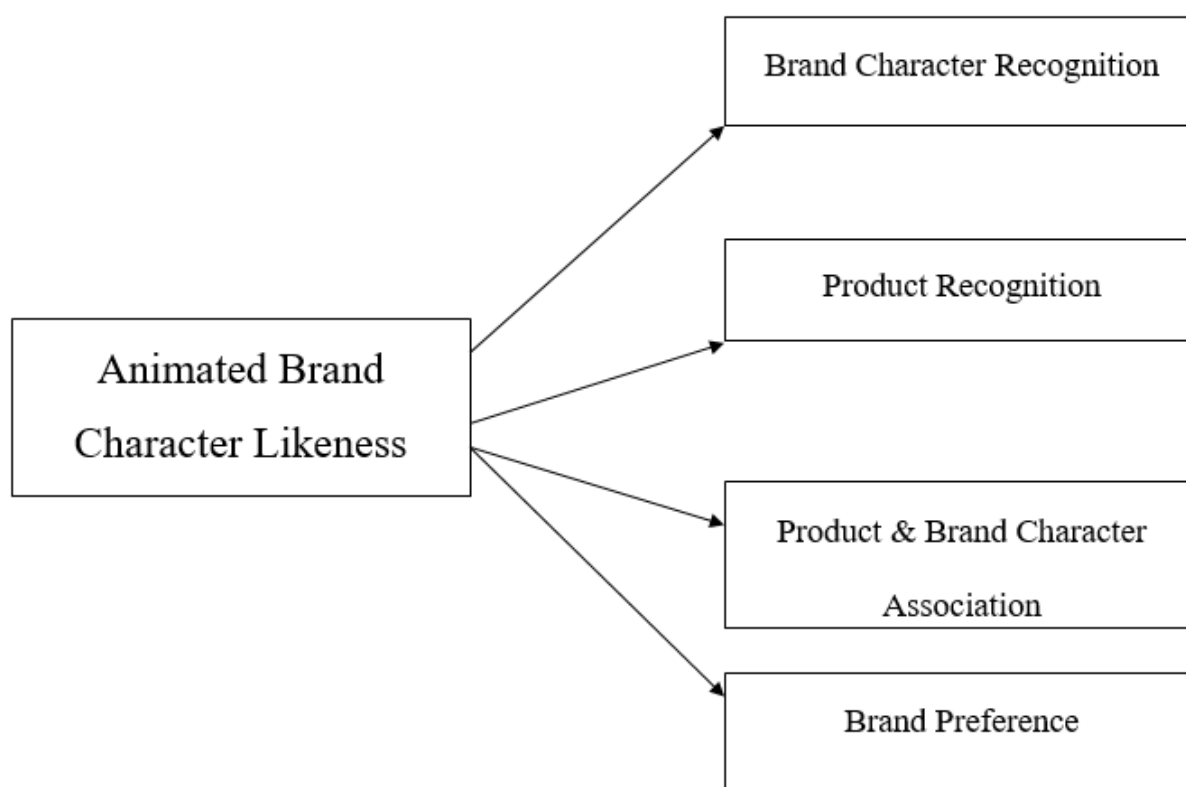 Brand Character Recognition
Product Recognition
Animated Brand
Character Likeness
Product & Brand Character
Association
Brand Preference